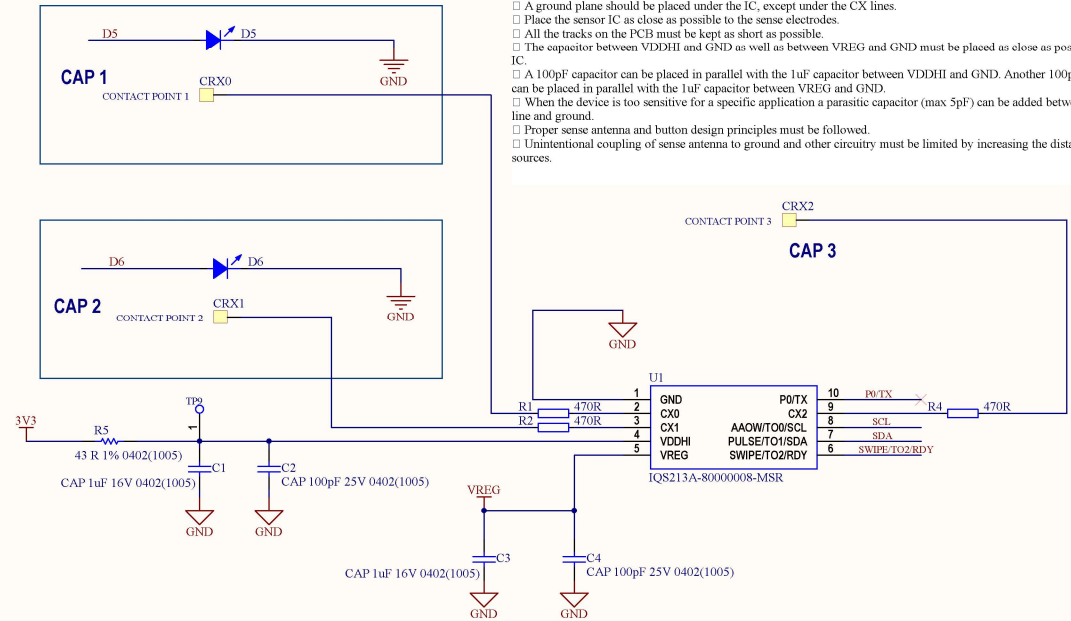 □ A ground plane should be placed under the IC, except under the CX lines.
□ Place the sensor IC as close as possible to the sense electrodes.
□ All the tracks on the PCB must be kept as short as possible.
□ The capacitor between VDDHI and GND as well as between VREG and GND must be placed as close as pos
IC.
□ A 100pF capacitor can be placed in parallel with the 1uF capacitor between VDDHI and GND. Another 100p
can be placed in parallel with the 1uF capacitor between VREG and GND.
□ When the device is too sensitive for a specific application a parasitic capacitor (max 5pF) can be added betwe
line and ground.
□ Proper sense antenna and button design principles must be followed.
□ Unintentional coupling of sense antenna to ground and other circuitry must be limited by increasing the dista
sources.
D5
D5
CAP 1
GND
CRX0
CONTACT POINT 1
D6
D6
CAP 2
GND
CRX1
CONTACT POINT 2
CRX2
CONTACT POINT 3
CAP 3
GND
U1
1 GND
2 CX0
3 CX1
4 VDDHI
5 VREG
P0/TX 10 P0/TX
CX2 9
AAOW/TO0/SCL 8 SCL
PULSE/TO1/SDA 7 SDA
SWIPE/TO2/RDY 6 SWIPE/TO2/RDY
IQS213A-80000008-MSR
R1 470R
R2 470R
R4 470R
TP9
1
3V3
R5
43 R 1% 0402(1005)
C1
CAP 1uF 16V 0402(1005)
GND
C2
CAP 100pF 25V 0402(1005)
GND
VREG
C3
CAP 1uF 16V 0402(1005)
GND
C4
CAP 100pF 25V 0402(1005)
GND